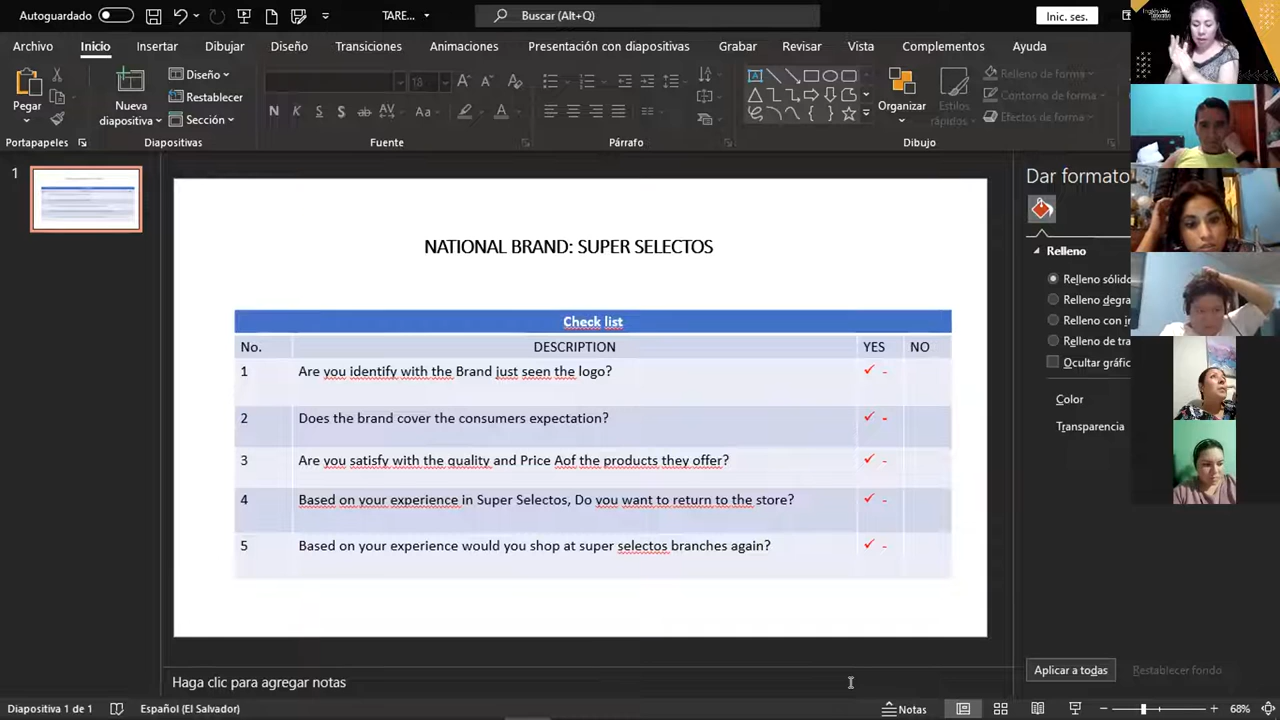 Autoguardado
TARE...
Buscar (Alt+Q)
Inic. ses.
Archivo Inicio Insertar Dibujar Diseño Transiciones Animaciones Presentación con diapositivas Grabar Revisar Vista Complementos Ayuda
Pegar
Nueva diapositiva
Diseño
Restablecer
Sección
18
N K S S
Aa
Organizar
Estilos rápidos
Relleno de forma
Contorno de forma
Efectos de forma
Portapapeles Diapositivas Fuente Párrafo Dibujo
1
NATIONAL BRAND: SUPER SELECTOS
Check list
No. DESCRIPTION YES NO
1 Are you identify with the Brand just seen the logo? ✓ -
2 Does the brand cover the consumers expectation? ✓ -
3 Are you satisfy with the quality and Price Aof the products they offer? ✓ -
4 Based on your experience in Super Selectos, Do you want to return to the store? ✓ -
5 Based on your experience would you shop at super selectos branches again? ✓ -
Dar formato
Relleno
Relleno sólido
Relleno degra
Relleno con i
Relleno de tra
Ocultar gráfic
Color
Transparencia
Aplicar a todas
Restablecer fondo
Haga clic para agregar notas
Diapositiva 1 de 1
Español (El Salvador)
Notas
68%